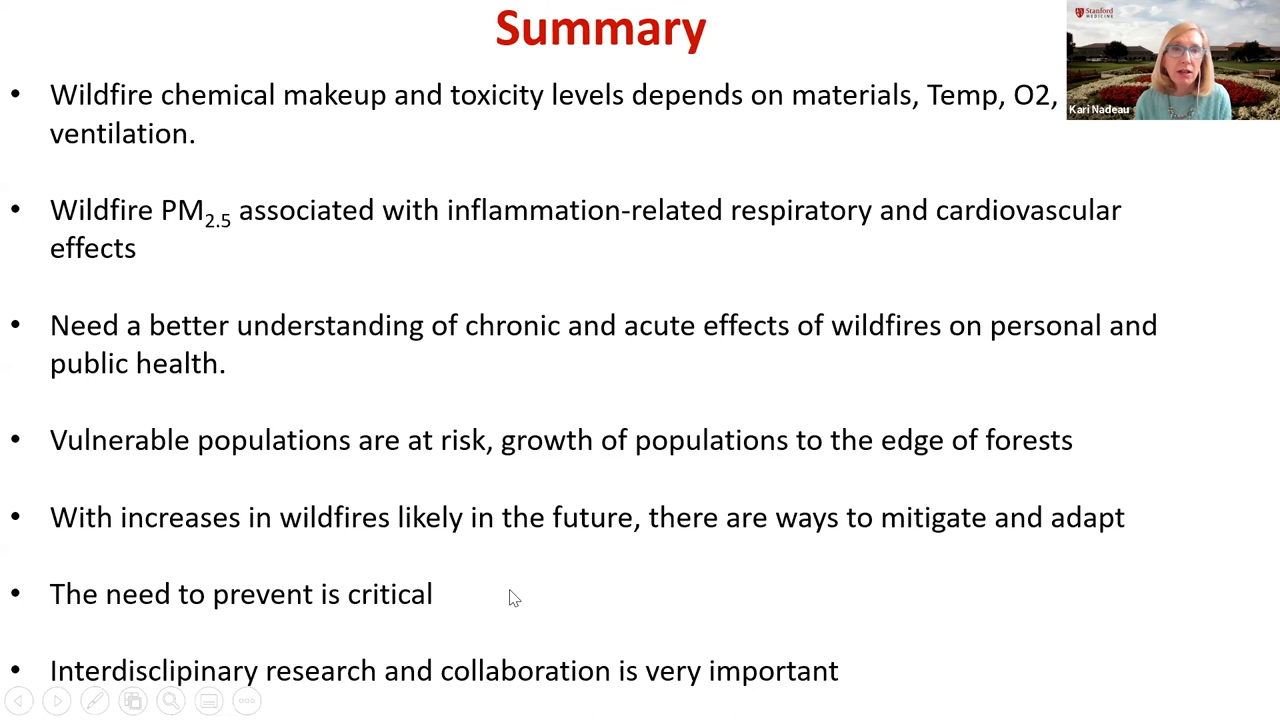 Summary
Stanford
MEDICINE
Kari Nadeau
• Wildfire chemical makeup and toxicity levels depends on materials, Temp, O2,
ventilation.
• Wildfire PM2.5 associated with inflammation-related respiratory and cardiovascular
effects
• Need a better understanding of chronic and acute effects of wildfires on personal and
public health.
• Vulnerable populations are at risk, growth of populations to the edge of forests
• With increases in wildfires likely in the future, there are ways to mitigate and adapt
• The need to prevent is critical
• Interdisclipinary research and collaboration is very important